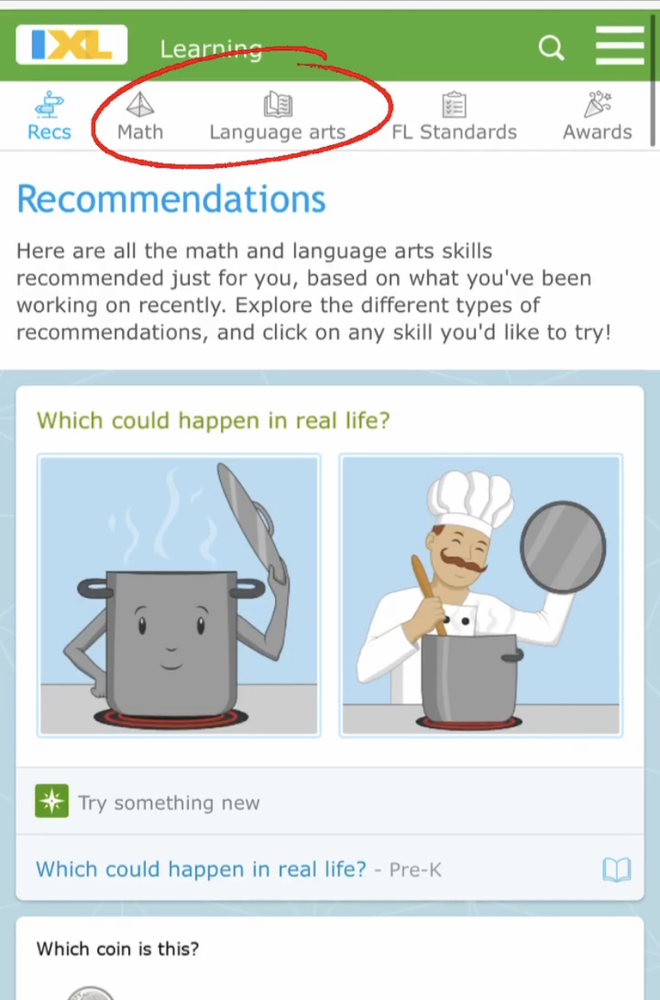 IXL Learning
Recs Math Language arts FL Standards Awards
Recommendations
Here are all the math and language arts skills
recommended just for you, based on what you've been
working on recently. Explore the different types of
recommendations, and click on any skill you'd like to try!
Which could happen in real life?
Try something new
Which could happen in real life? - Pre-K
Which coin is this?